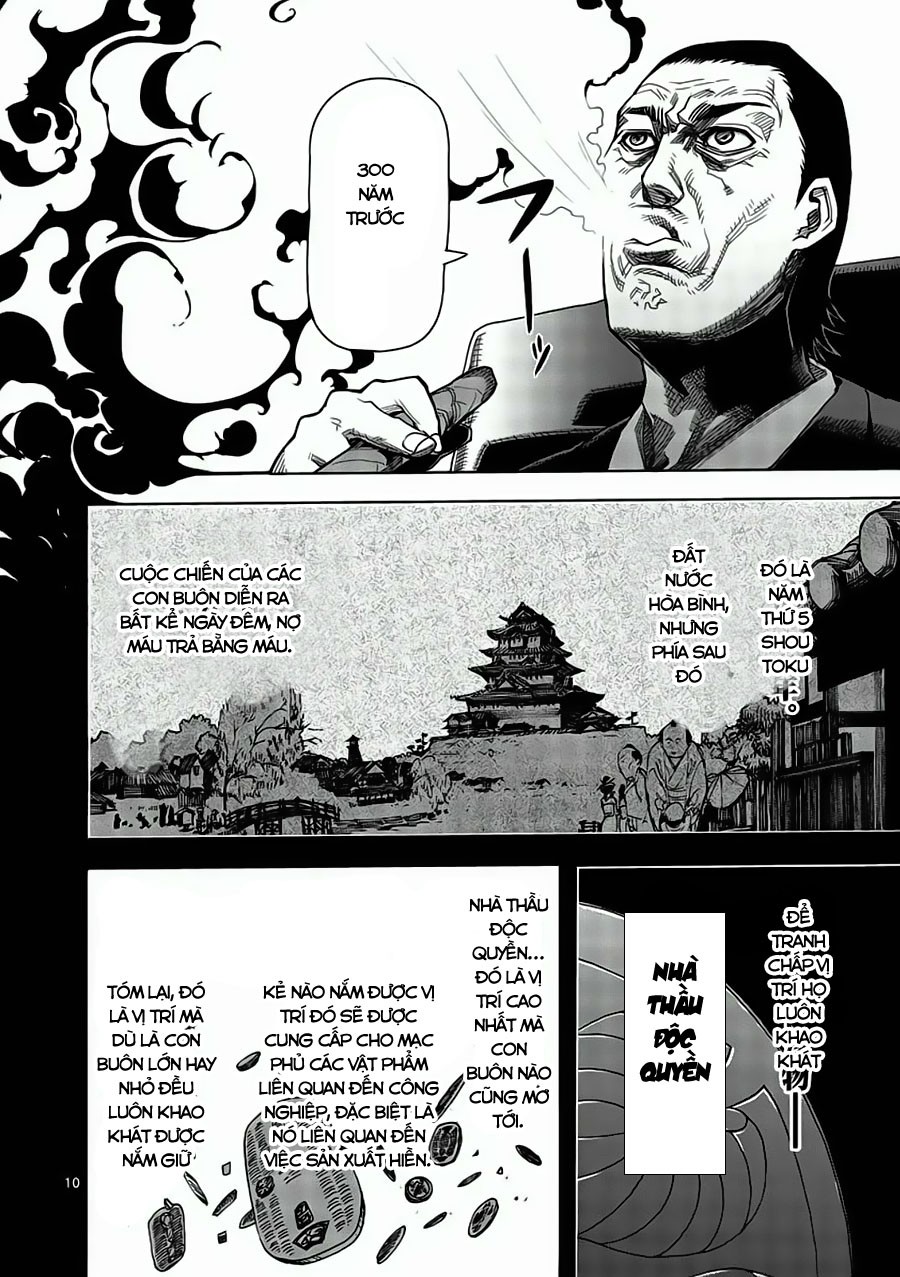 300
NĂM
TRƯỚC
ツ
ĐÓ LÀ
NĂM
THỨ 5
SHOU
TOKU
ĐẤT
NƯỚC
HÒA BÌNH,
NHƯNG
PHÍA SAU
ĐÓ
CUỘC CHIẾN CỦA CÁC
CON BUÔN DIỄN RA
BẤT KỂ NGÀY ĐÊM, NỢ
MÁU TRẢ BẰNG MÁU.
ĐỂ
TRANH
CHẤP VỊ
TRÍ HỌ
LUÔN
KHAO
KHÁT
物
NHÀ
THẦU
ĐỘC
QUYỀN
NHÀ THẦU
ĐỘC
QUYỀN...
ĐÓ LÀ VỊ
TRÍ CAO
NHẤT MÀ
CON
BUÔN NÀO
CŨNG MƠ
TỚI.
KẺ NÀO NẮM ĐƯỢC VỊ
TRÍ ĐÓ SẼ ĐƯỢC
CUNG CẤP CHO MẠC
PHỦ CÁC VẬT PHẨM
LIÊN QUAN ĐẾN CÔNG
NGHIỆP, ĐẶC BIỆT LÀ
NÓ LIÊN QUAN ĐẾN
VIỆC SẢN XUẤT HIỀN.
TÓM LẠI, ĐÓ
LÀ VỊ TRÍ MÀ
DÙ LÀ CON
BUÔN LỚN HAY
NHỎ ĐỀU
LUÔN KHAO
KHÁT ĐƯỢC
NẮM GIỮ
10